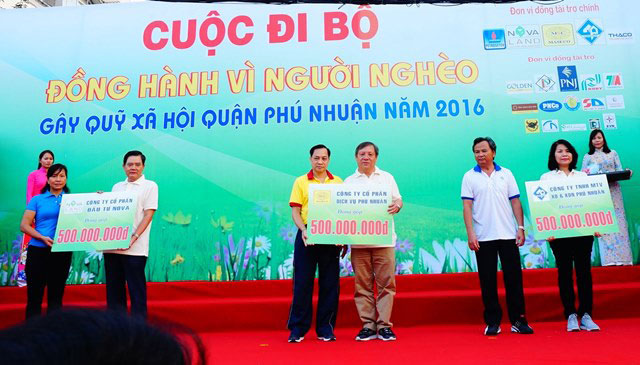 CUỘC ĐI BỘ
ĐỒNG HÀNH VÌ NGƯỜI NGHÈO
GÂY QUỸ XÃ HỘI QUẬN PHÚ NHUẬN NĂM 2016
Đơn vị đồng tài trợ chính
NOVA
LAND
THACO
Đơn vị đồng tài trợ
GOLDEN
PNJ
CÔNG TY CỔ PHẦN
ĐẦU TƯ NOVA
500.000.000đ
CÔNG TY CỔ PHẦN
DỊCH VỤ PHÚ NHUẬN
500.000.000đ
CÔNG TY TNHH MTV
500.000.000đ